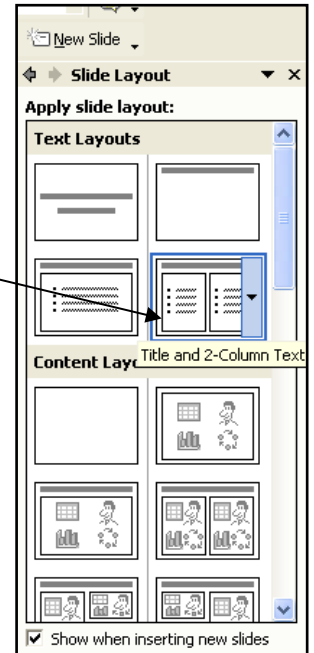 New Slide
Slide Layout
Apply slide layout:
Text Layouts
Title and 2-Column Text
Content Layo
Show when inserting new slides